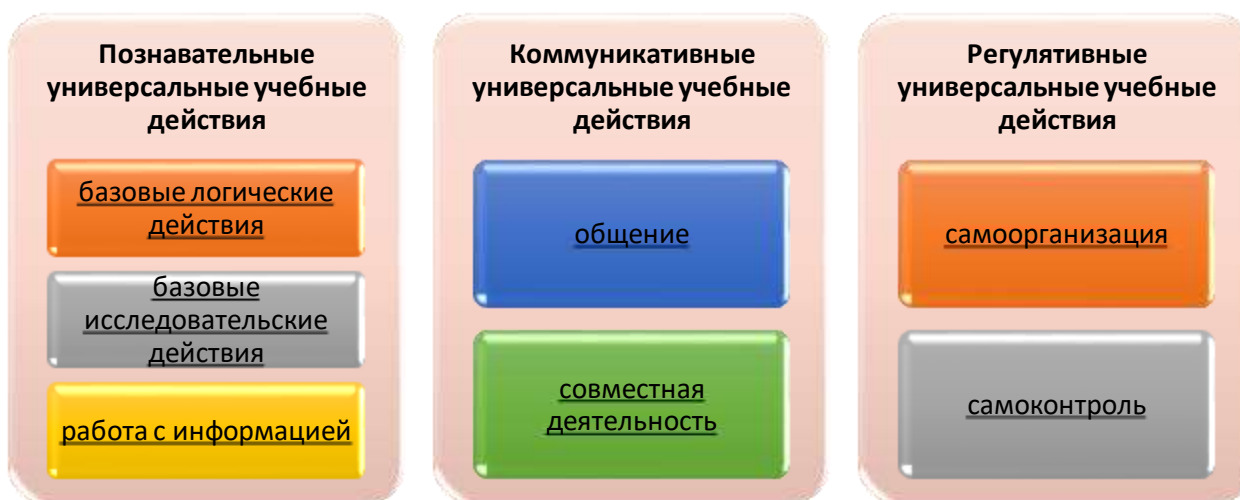 Познавательные
универсальные учебные
действия
базовые логические
действия
базовые
исследовательские
действия
работа с информацией
Коммуникативные
универсальные учебные
действия
общение
совместная
деятельность
Регулятивные
универсальные учебные
действия
самоорганизация
самоконтроль